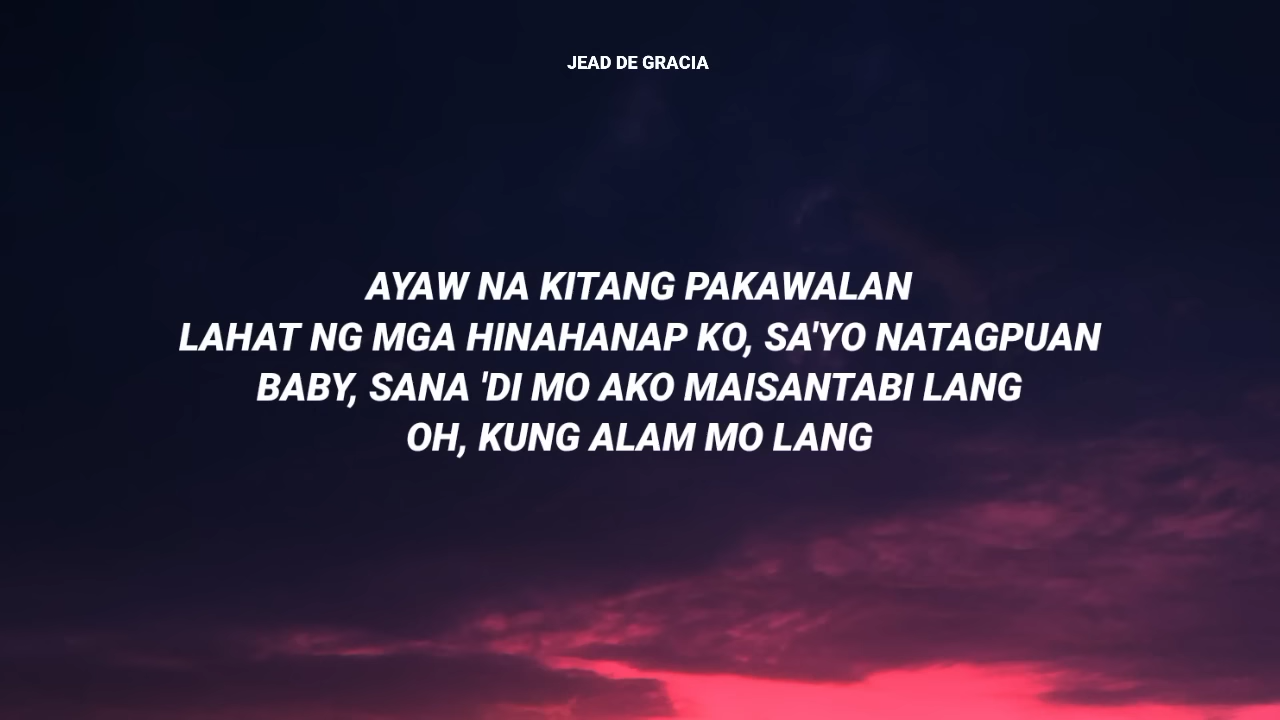 JEAD DE GRACIA
AYAW NA KITANG PAKAWALAN
LAHAT NG MGA HINAHANAP KO, SA'YO NATAGPUAN
BABY, SANA 'DI MO AKO MAISANTABI LANG
OH, KUNG ALAM MO LANG